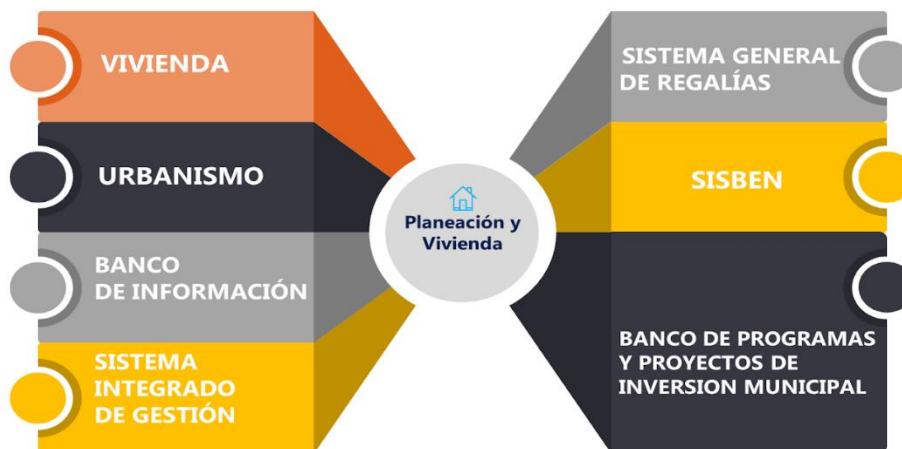 VIVIENDA
URBANISMO
BANCO
DE INFORMACIÓN
SISTEMA
INTEGRADO
DE GESTIÓN
Planeación y
Vivienda
SISTEMA GENERAL
DE REGALÍAS
SISBEN
BANCO DE PROGRAMAS
Y PROYECTOS DE
INVERSION MUNICIPAL